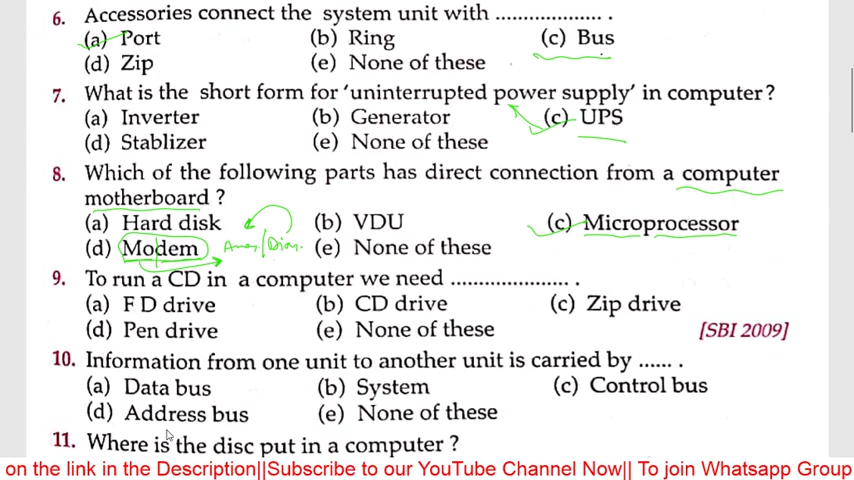 6. Accessories connect the system unit with .................... .
(a) Port (b) Ring (c) Bus
(d) Zip (e) None of these
7. What is the short form for 'uninterrupted power supply' in computer?
(a) Inverter (b) Generator (c) UPS
(d) Stablizer (e) None of these
8. Which of the following parts has direct connection from a computer
motherboard ?
(a) Hard disk (b) VDU (c) Microprocessor
(d) Modem (e) None of these
9. To run a CD in a computer we need ...................... .
(a) F D drive (b) CD drive (c) Zip drive
(d) Pen drive (e) None of these [SBI 2009]
10. Information from one unit to another unit is carried by ...... .
(a) Data bus (b) System (c) Control bus
(d) Address bus (e) None of these
11. Where is the disc put in a computer ?
on the link in the Description||Subscribe to our YouTube Channel Now|| To join Whatsapp Group